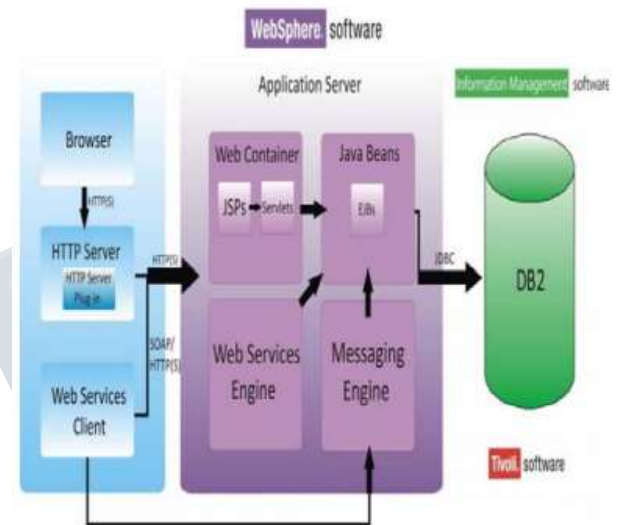 WebSphere. software
Application Server
Information Management software
Browser
HTTP(S)
HTTP Server
HTTP Server
Plug-in
HTTP(S)
SOAP/
HTTP(S)
Web Services
Client
Web Container
JSPs
Servlets
Java Beans
EJBs
Web Services
Engine
Messaging
Engine
JDBC
DB2
Tivoli. software